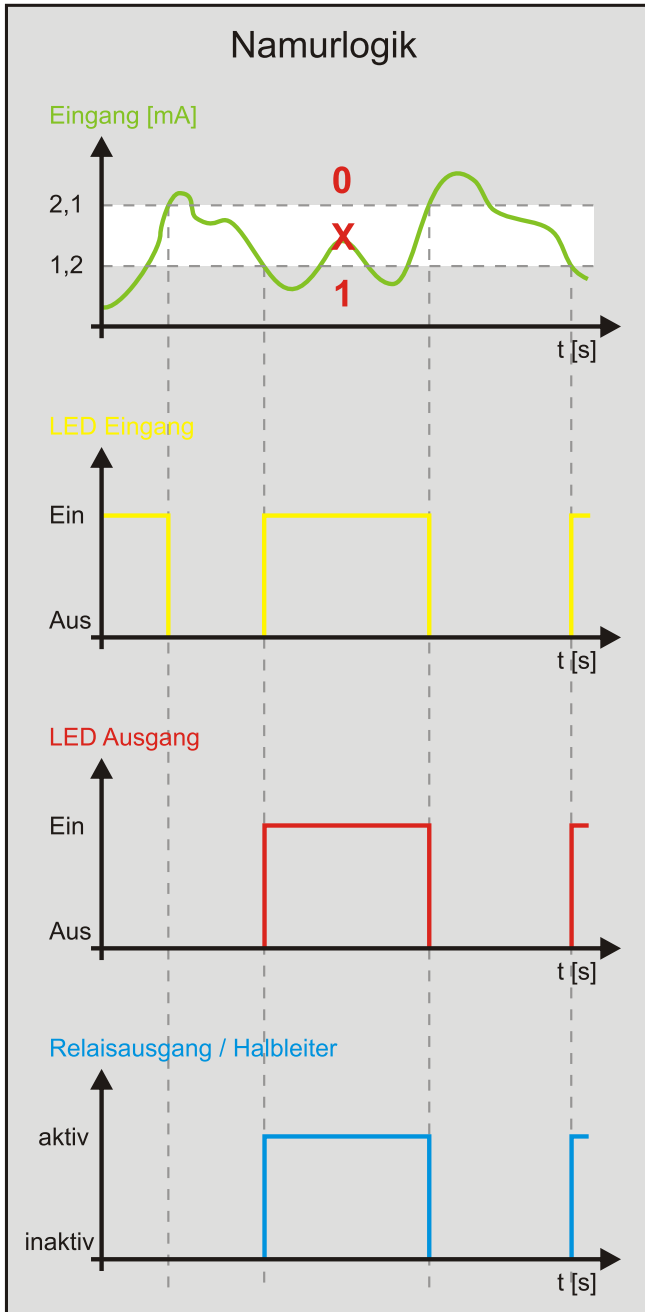 Namurlogik
Eingang [mA]
0
2,1
X
1,2
1
t [s]
LED Eingang
Ein
Aus
t [s]
LED Ausgang
Ein
Aus
t [s]
Relaisausgang / Halbleiter
aktiv
inaktiv
t [s]